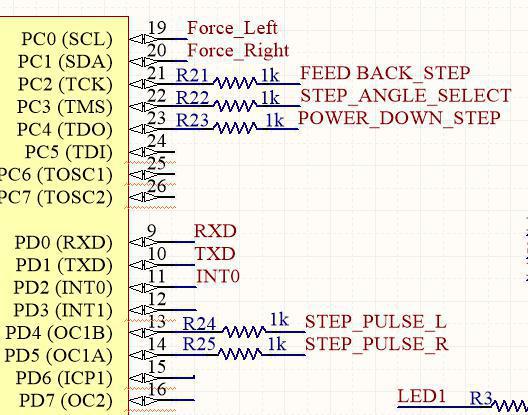 PC0 (SCL) 19 Force_Left
PC1 (SDA) 20 Force_Right
PC2 (TCK) 21 R21 1k FEED BACK_STEP
PC3 (TMS) 22 R22 1k STEP_ANGLE_SELECT
PC4 (TDO) 23 R23 1k POWER_DOWN_STEP
PC5 (TDI) 24
PC6 (TOSC1) 25
PC7 (TOSC2) 26
PD0 (RXD) 9 RXD
PD1 (TXD) 10 TXD
PD2 (INT0) 11 INT0
PD3 (INT1) 12
PD4 (OC1B) 13 R24 1k STEP_PULSE_L
PD5 (OC1A) 14 R25 1k STEP_PULSE_R
PD6 (ICP1) 15
PD7 (OC2) 16
LED1 R3